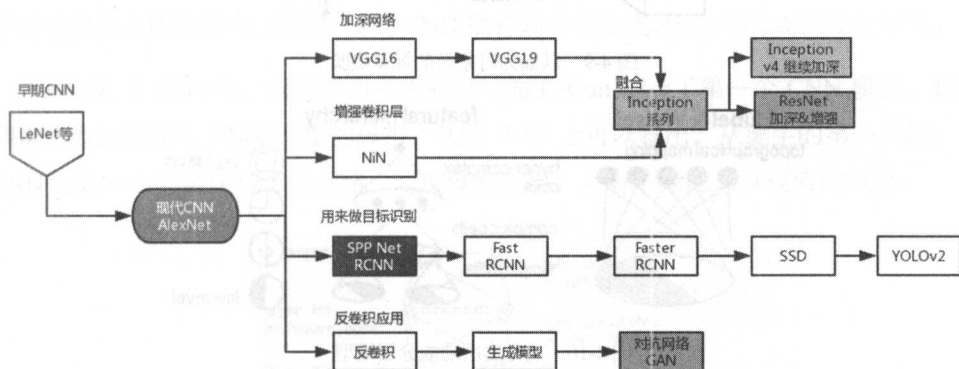 加深网络
VGG16
VGG19
Inception
v4 继续加深
融合
Inception
系列
ResNet
加深&增强
早期CNN
LeNet等
增强卷积层
NiN
现代CNN
AlexNet
用来做目标识别
SPP Net
RCNN
Fast
RCNN
Faster
RCNN
SSD
YOLOv2
反卷积应用
反卷积
生成模型
对抗网络
GAN